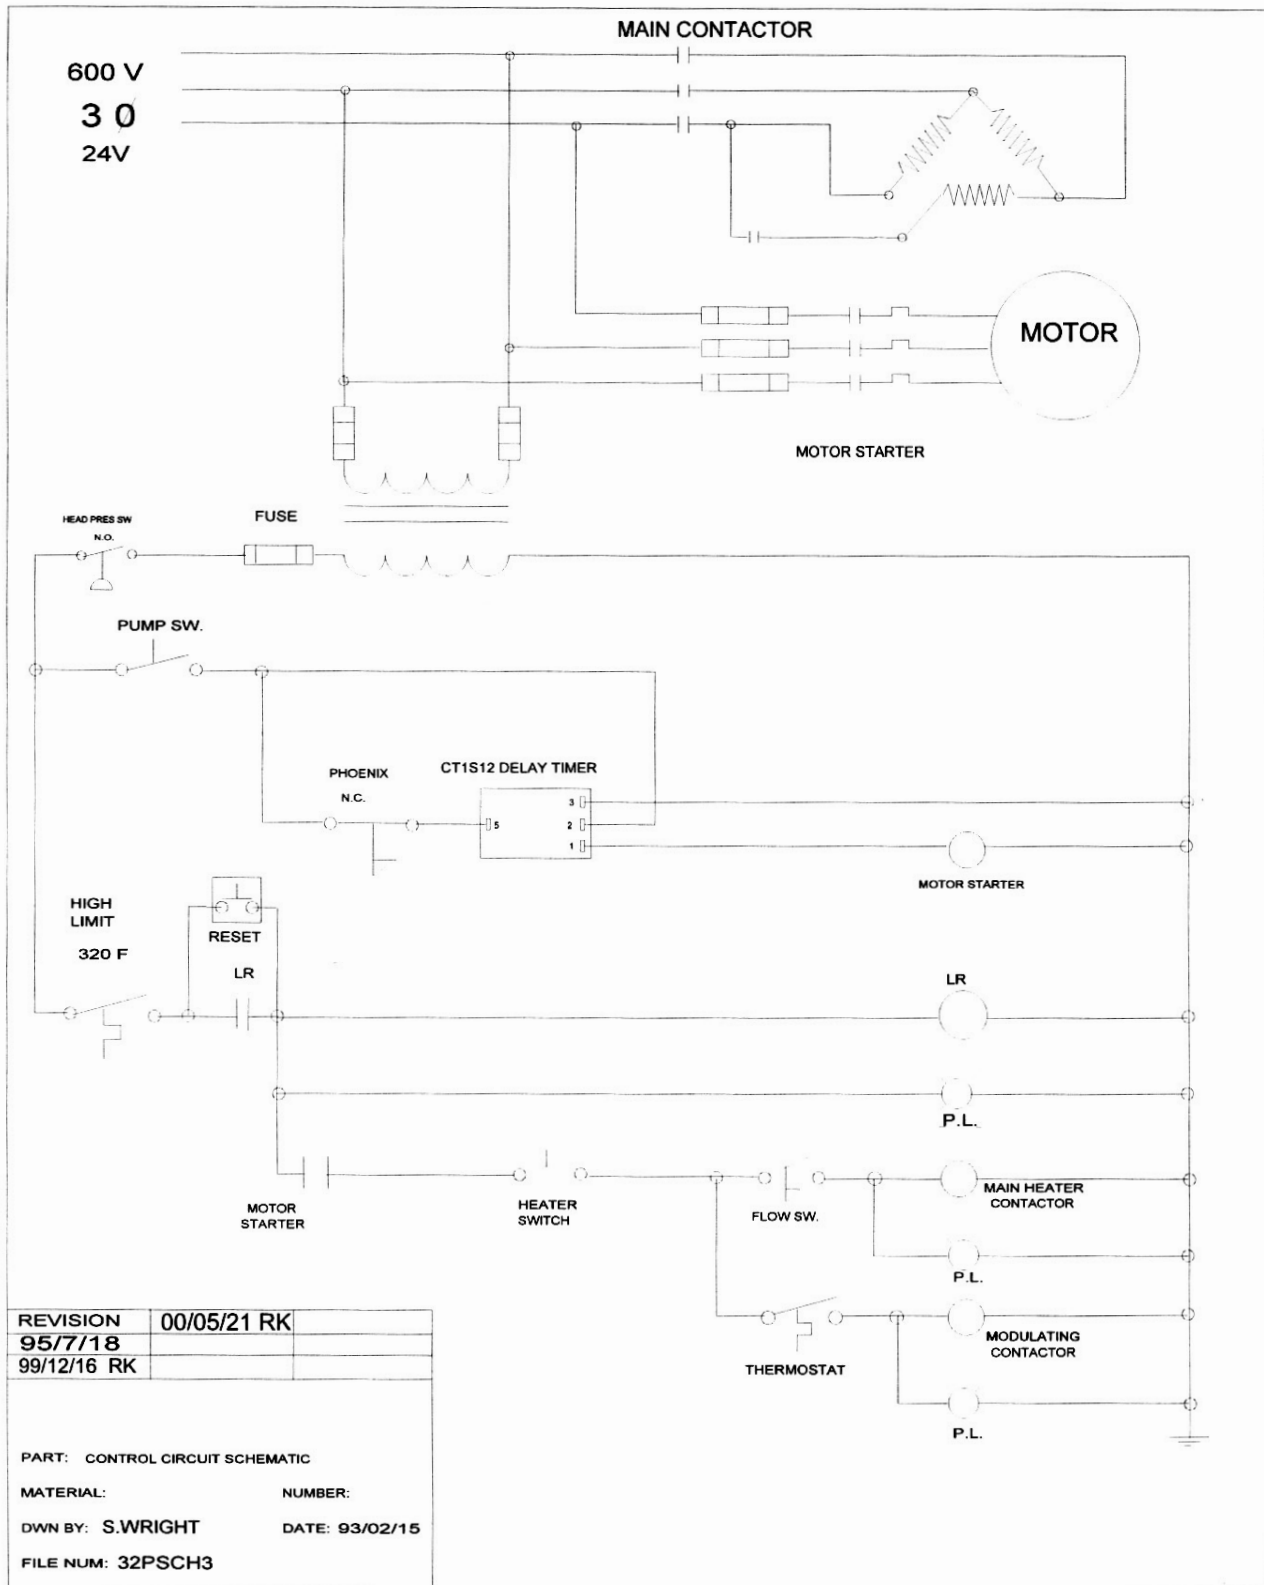 MAIN CONTACTOR
600 V
3 0
24V
MOTOR
MOTOR STARTER
HEAD PRES SW
N.O.
FUSE
PUMP SW.
PHOENIX
N.C.
CT1S12 DELAY TIMER
3
5
2
1
MOTOR STARTER
HIGH
LIMIT
320 F
RESET
LR
LR
P.L.
MOTOR
STARTER
HEATER
SWITCH
FLOW SW.
MAIN HEATER
CONTACTOR
P.L.
THERMOSTAT
MODULATING
CONTACTOR
P.L.
REVISION 00/05/21 RK
95/7/18
99/12/16 RK
PART: CONTROL CIRCUIT SCHEMATIC
MATERIAL: NUMBER:
DWN BY: S.WRIGHT DATE: 93/02/15
FILE NUM: 32PSCH3